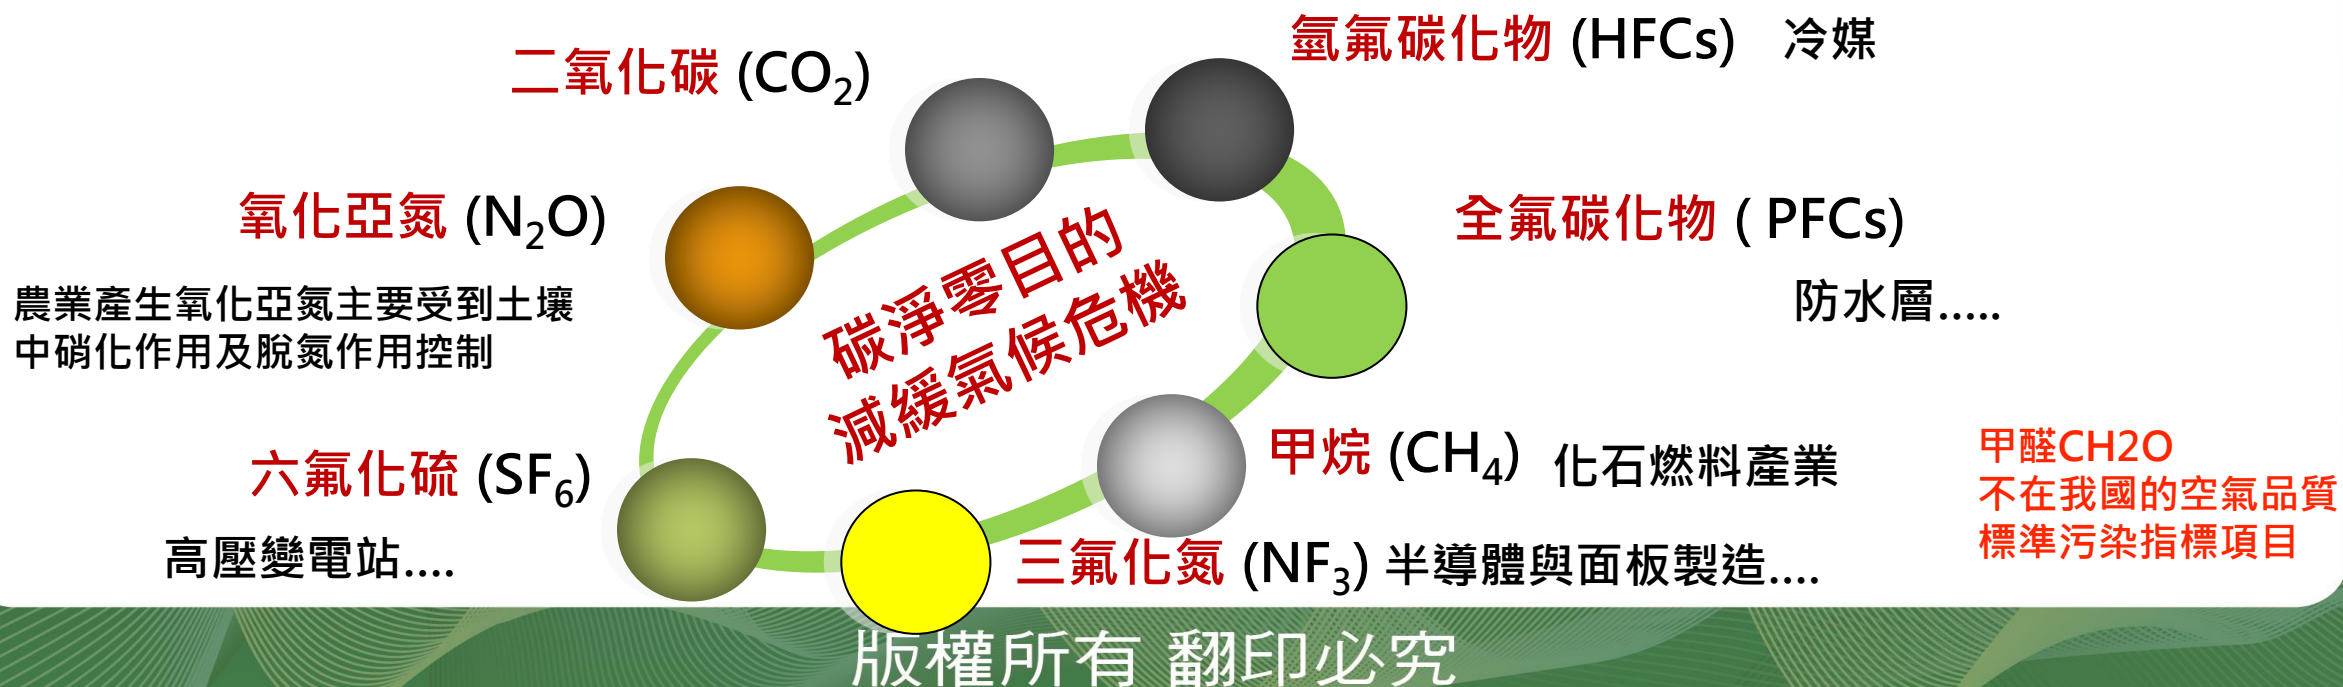 二氧化碳 (CO₂)
氫氟碳化物 (HFCs) 冷媒
氧化亞氮 (N₂O)
農業產生氧化亞氮主要受到土壤
中硝化作用及脫氮作用控制
全氟碳化物 ( PFCs)
防水層.....
碳淨零目的
減緩氣候危機
六氟化硫 (SF₆)
高壓變電站....
甲烷 (CH₄) 化石燃料產業
三氟化氮 (NF₃) 半導體與面板製造....
甲醛CH2O
不在我國的空氣品質
標準污染指標項目
版權所有 翻印必究